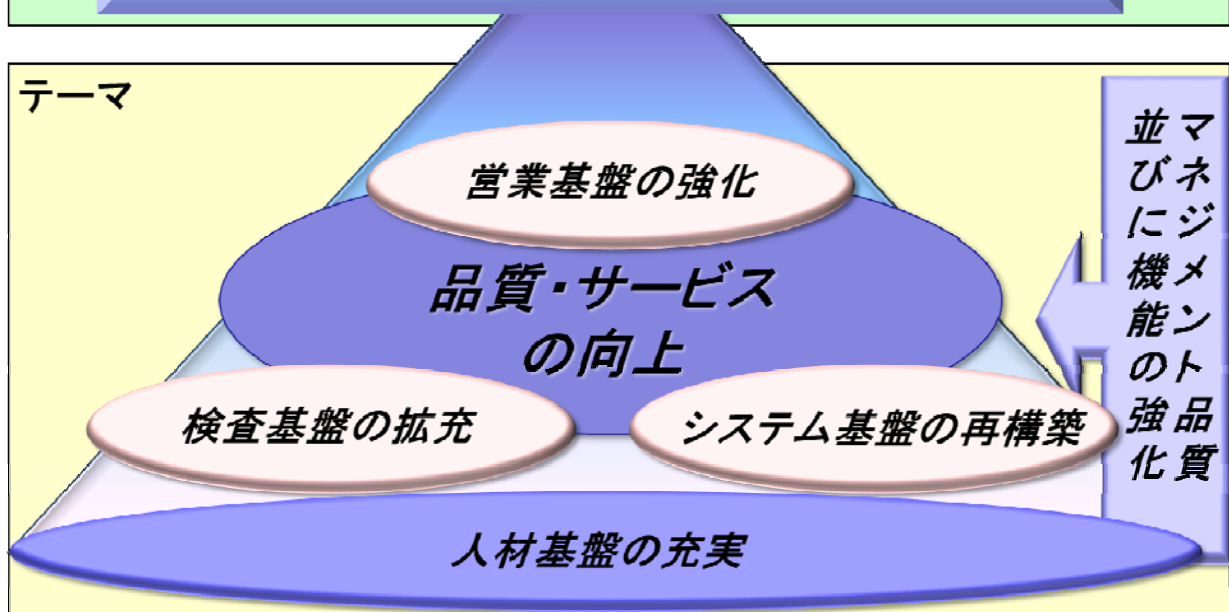 テーマ
営業基盤の強化
品質・サービス
の向上
検査基盤の拡充
システム基盤の再構築
人材基盤の充実
マネジメント品質
並びに機能の強化